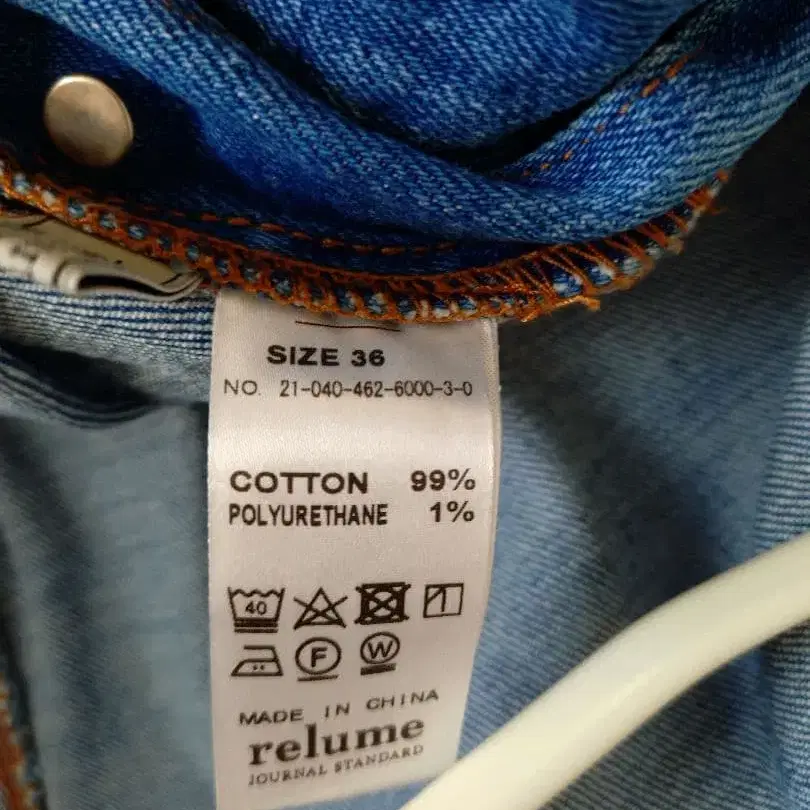 SIZE 36
NO. 21-040-462-6000-3-0
COTTON 99%
POLYURETHANE 1%
40
F W
MADE IN CHINA
relume
JOURNAL STANDARD